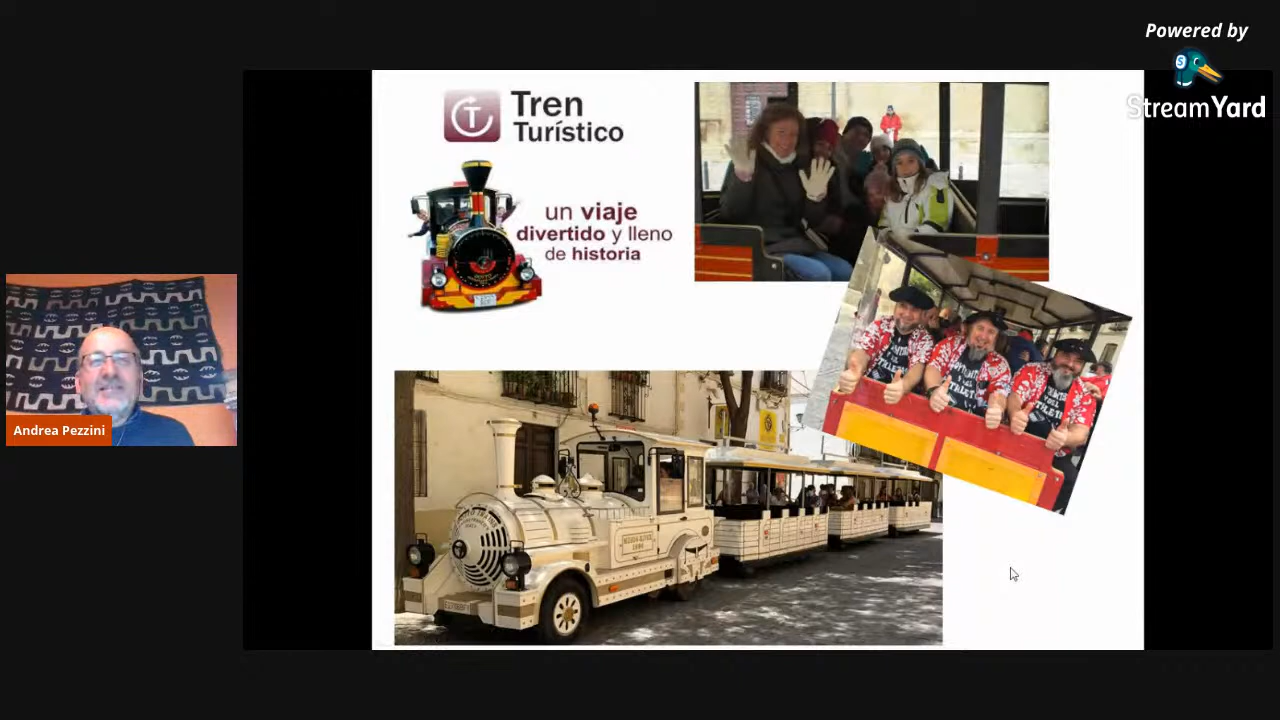 Powered by
StreamYard
Tren
Turístico
un viaje
divertido y lleno
de historia
Andrea Pezzini